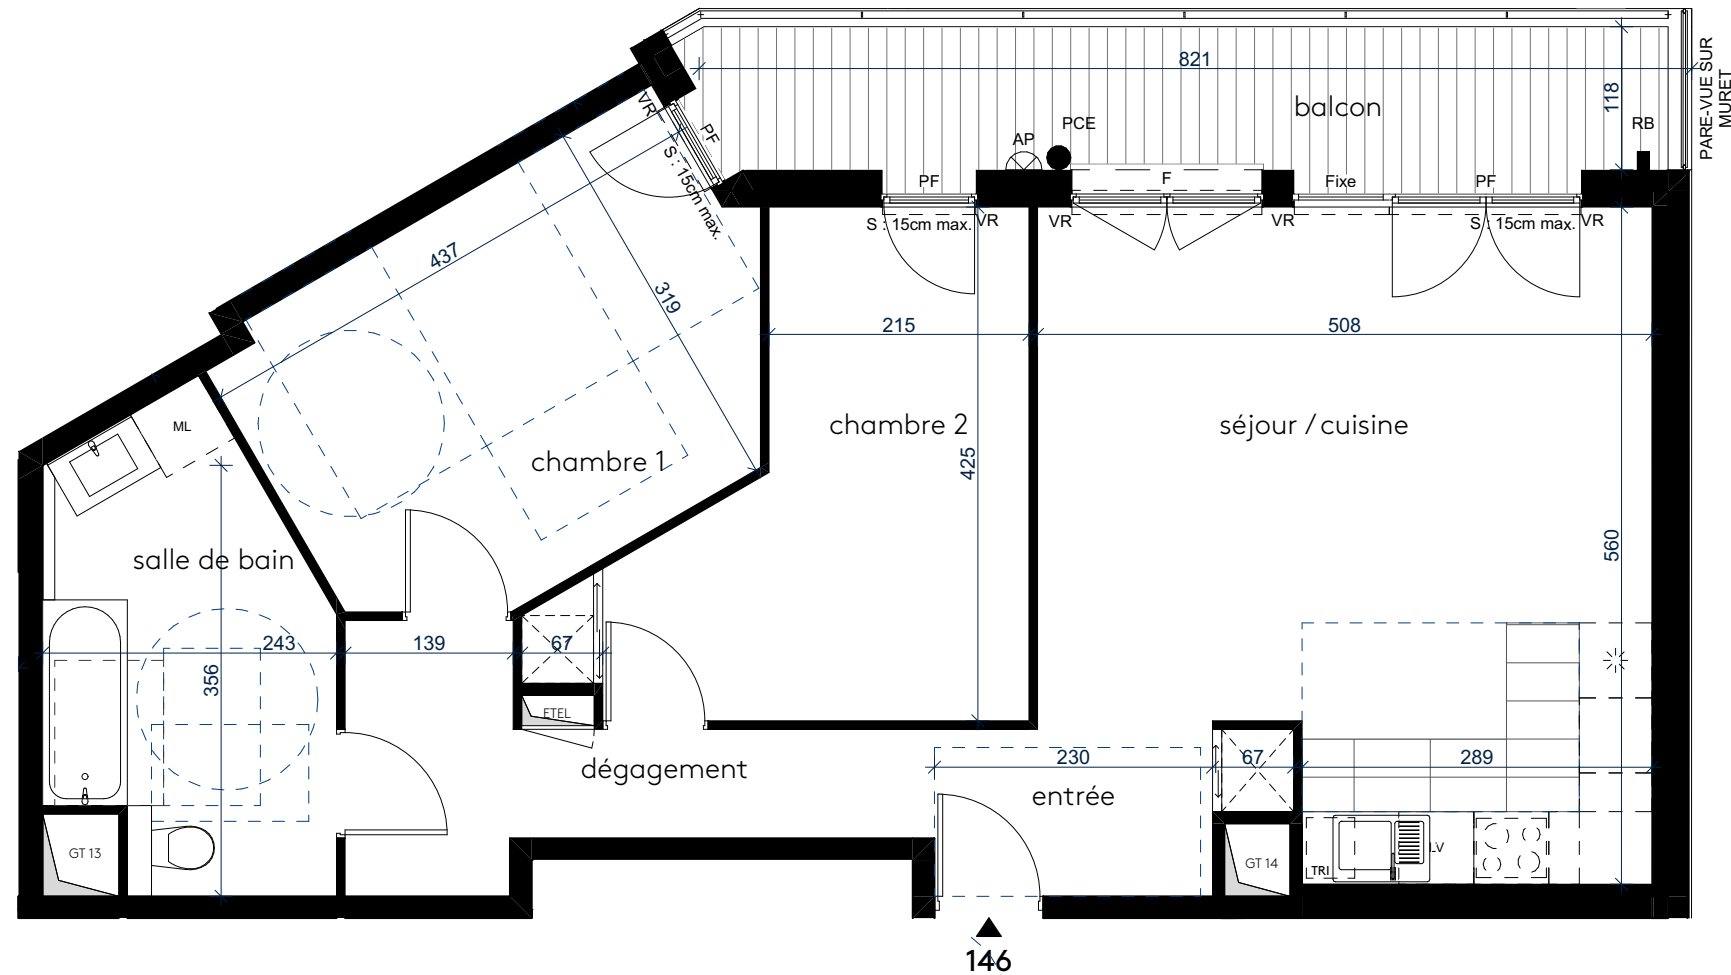 821
balcon
118
PARE-VUE SUR
MURET
VR
PF
S : 15cm max.
AP
PCE
RB
PF
F
Fixe
PF
S : 15cm max.
VR
VR
VR
S : 15cm max.
VR
437
319
215
508
ML
chambre 1
chambre 2
séjour / cuisine
425
560
salle de bain
243
139
67
356
ETEL
dégagement
230
67
289
entrée
GT 13
GT 14
TRI
LV
146